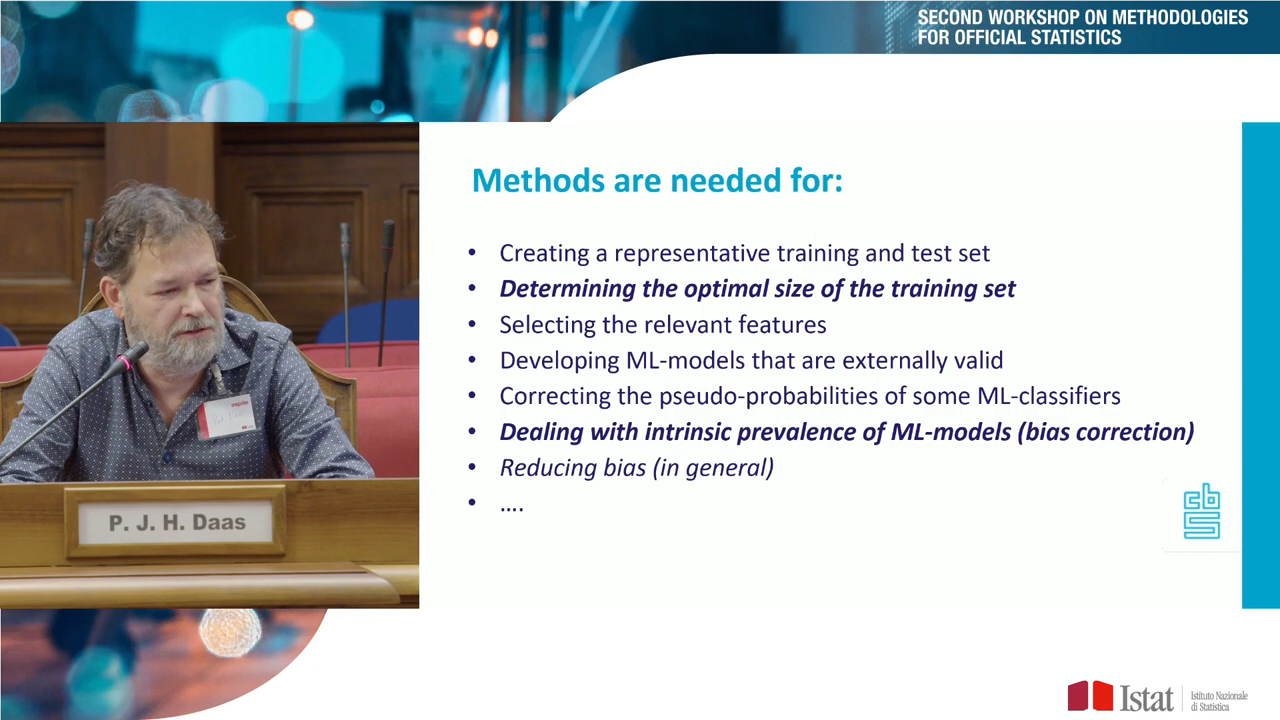 SECOND WORKSHOP ON METHODOLOGIES
FOR OFFICIAL STATISTICS
Methods are needed for:
• Creating a representative training and test set
• Determining the optimal size of the training set
• Selecting the relevant features
• Developing ML-models that are externally valid
• Correcting the pseudo-probabilities of some ML-classifiers
• Dealing with intrinsic prevalence of ML-models (bias correction)
• Reducing bias (in general)
• ....
cbs
ospite
P. J. H. Daas
Istat
Istituto Nazionale
di Statistica